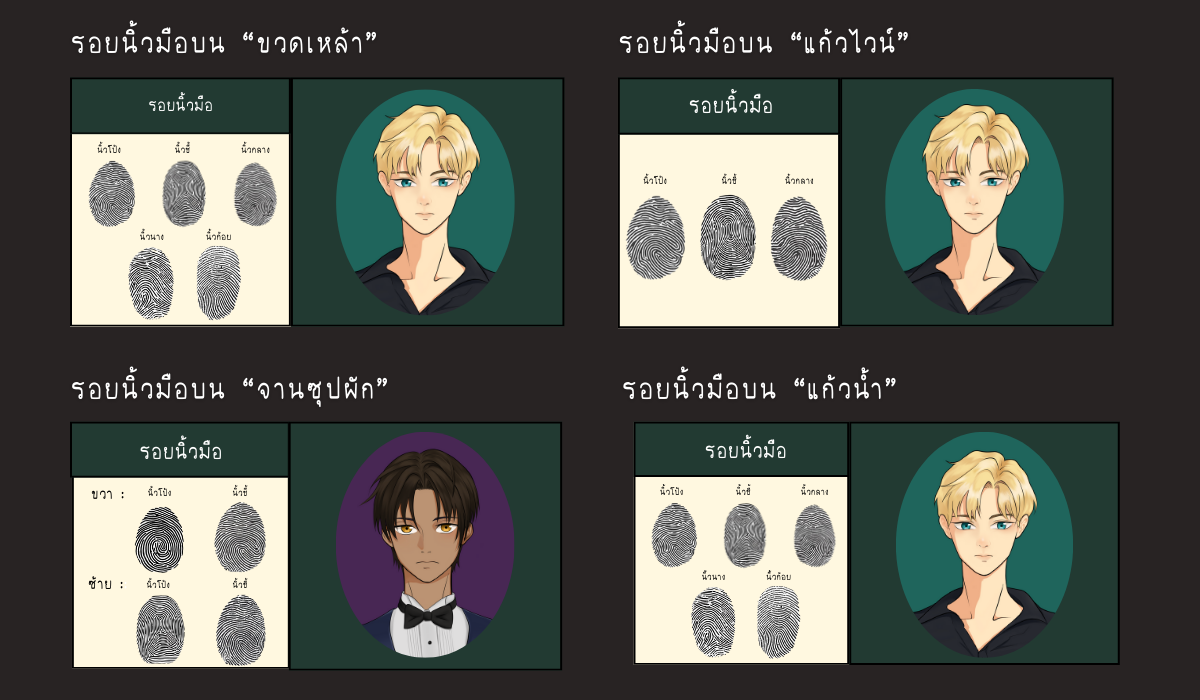 รอยนิ้วมือบน “ขวดเหล้า”
รอยนิ้วมือ
นิ้วโป้ง นิ้วชี้ นิ้วกลาง
นิ้วนาง นิ้วก้อย
รอยนิ้วมือบน “แก้วไวน์”
รอยนิ้วมือ
นิ้วโป้ง นิ้วชี้ นิ้วกลาง
รอยนิ้วมือบน “จานซุปผัก”
รอยนิ้วมือ
ขวา : นิ้วโป้ง นิ้วชี้
ซ้าย : นิ้วโป้ง นิ้วชี้
รอยนิ้วมือบน “แก้วน้ำ”
รอยนิ้วมือ
นิ้วโป้ง นิ้วชี้ นิ้วกลาง
นิ้วนาง นิ้วก้อย